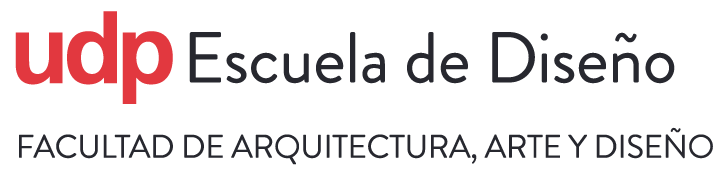 udp Escuela de Diseño
FACULTAD DE ARQUITECTURA, ARTE Y DISEÑO